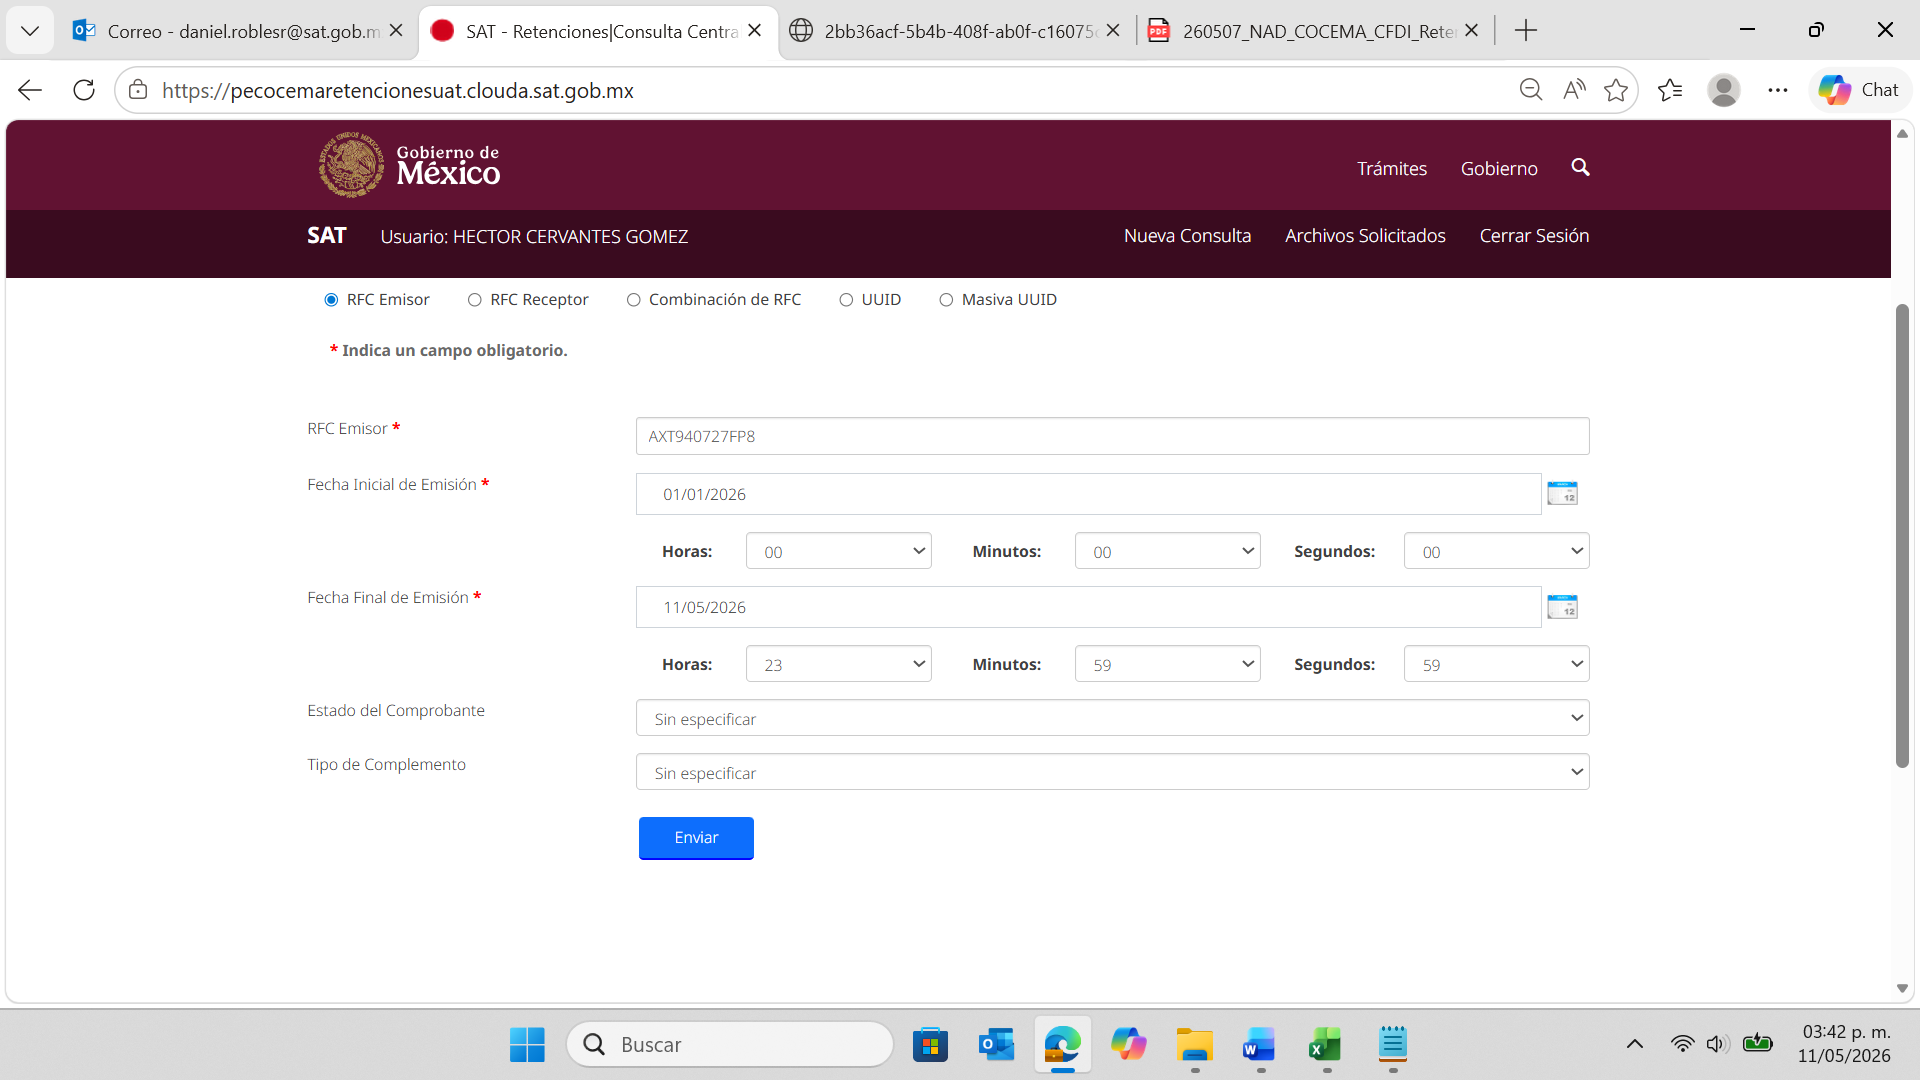 Correo - daniel.roblesr@sat.gob.m
SAT - Retenciones|Consulta Centra
2bb36acf-5b4b-408f-ab0f-c16075
260507_NAD_COCEMA_CFDI_Rete
https://pecocemaretencionesuat.clouda.sat.gob.mx
Chat
ESTADOS UNIDOS MEXICANOS
Gobierno de
México
Trámites
Gobierno
SAT
Usuario: HECTOR CERVANTES GOMEZ
Nueva Consulta
Archivos Solicitados
Cerrar Sesión
RFC Emisor
RFC Receptor
Combinación de RFC
UUID
Masiva UUID
* Indica un campo obligatorio.
RFC Emisor *
AXT940727FP8
Fecha Inicial de Emisión *
01/01/2026
12
Horas: 00 Minutos: 00 Segundos: 00
Fecha Final de Emisión *
11/05/2026
12
Horas: 23 Minutos: 59 Segundos: 59
Estado del Comprobante
Sin especificar
Tipo de Complemento
Sin especificar
Enviar
Buscar
03:42 p. m.
11/05/2026